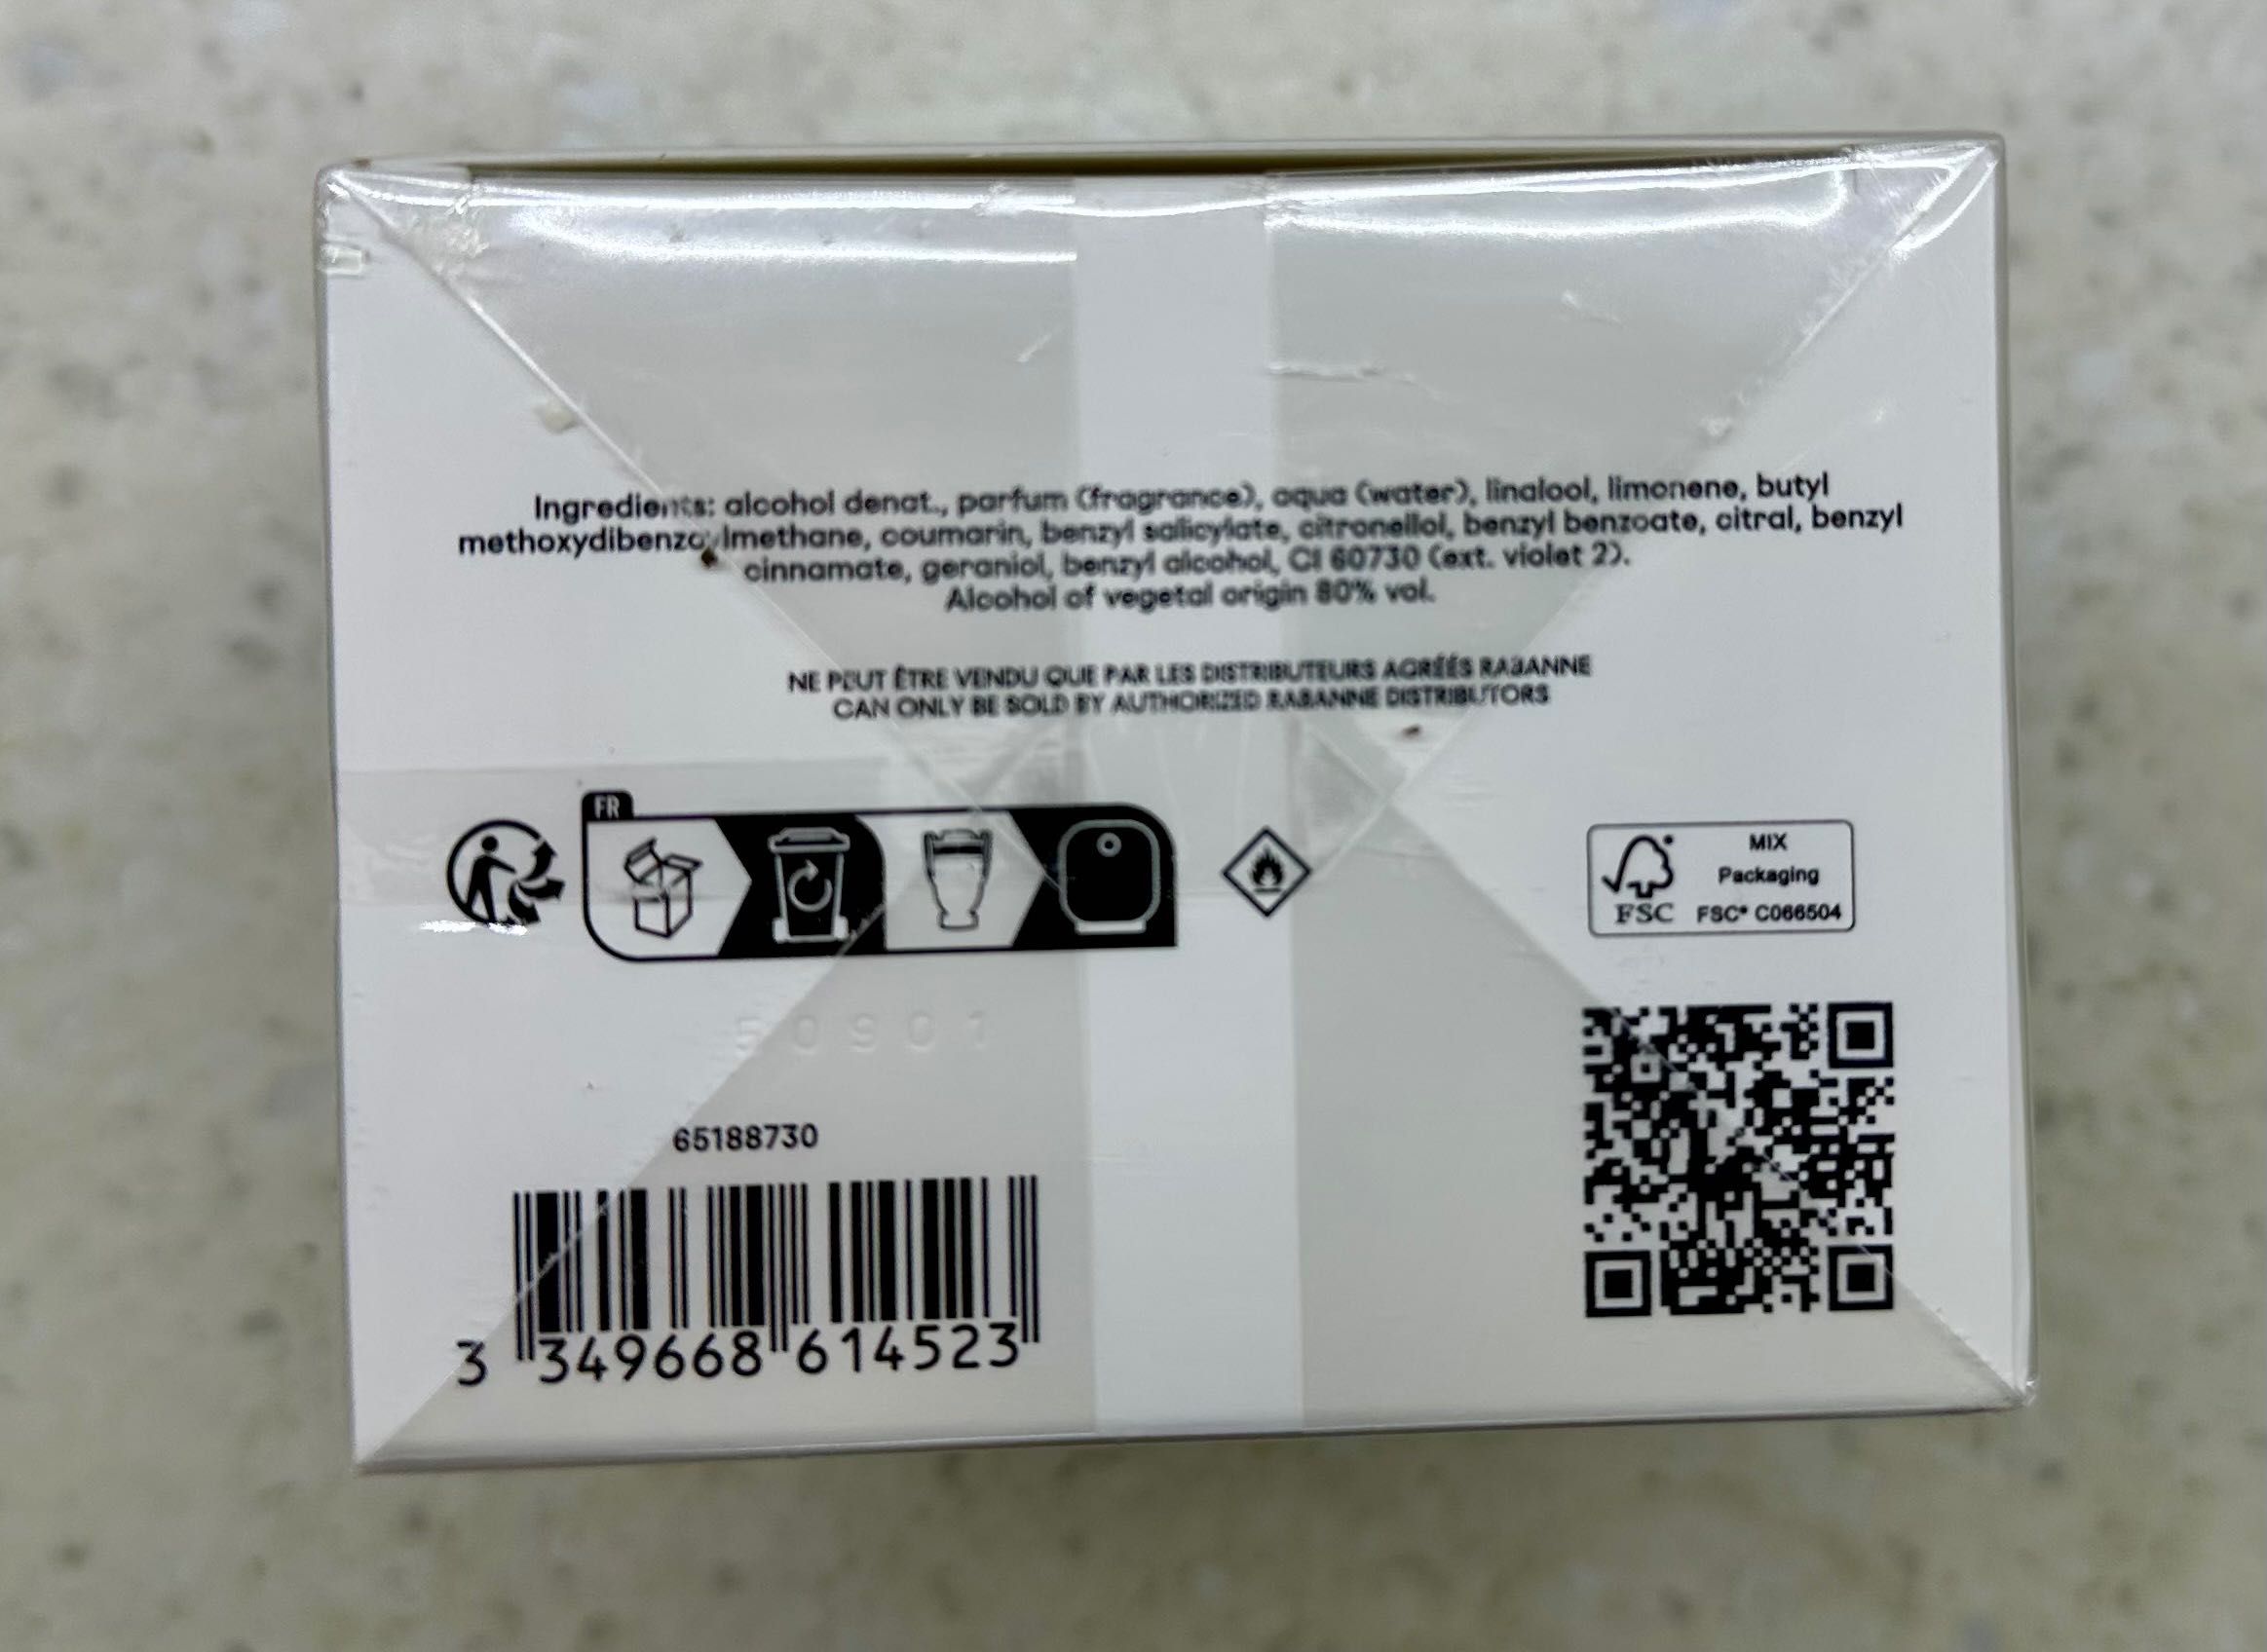 Ingredients: alcohol denat., parfum (fragrance), aqua (water), linalool, limonene, butyl
methoxydibenzoylmethane, coumarin, benzyl salicylate, citronellol, benzyl benzoate, citral, benzyl
cinnamate, geraniol, benzyl alcohol, CI 60730 (ext. violet 2).
Alcohol of vegetal origin 80% vol.
NE PEUT ÊTRE VENDU QUE PAR LES DISTRIBUTEURS AGRÉÉS RABANNE
CAN ONLY BE SOLD BY AUTHORIZED RABANNE DISTRIBUTORS
FR
MIX
Packaging
FSC FSC® C066504
50901
65188730
3 349668 614523